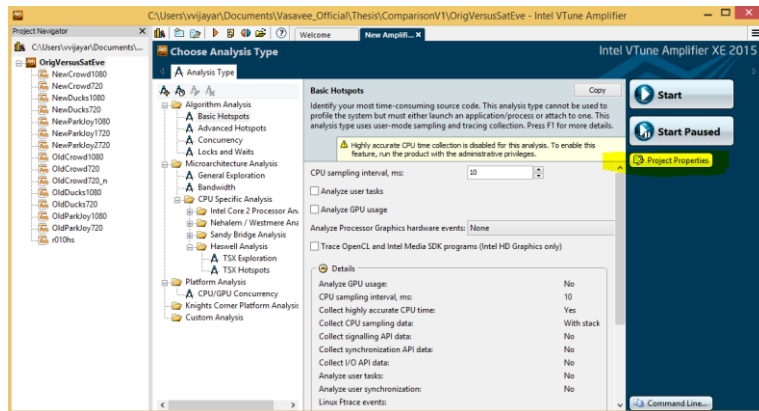 C:\Users\vvijayar\Documents\Vasavee_Official\Thesis\ComparisonV1\OrigVersusSatEve - Intel VTune Amplifier
Project Navigator
C:\Users\vvijayar\Documents\...
OrigVersusSatEve
NewCrowd1080
NewCrowd720
NewDucks1080
NewDucks720
NewParkJoy1080
NewParkJoy1720
NewParkJoy2720
OldCrowd1080
OldCrowd720
OldCrowd720_n
OldDucks1080
OldDucks720
OldParkJoy1080
OldParkJoy720
r010hs
Welcome
New Amplifi...
Choose Analysis Type
Intel VTune Amplifier XE 2015
Analysis Type
Algorithm Analysis
Basic Hotspots
Advanced Hotspots
Concurrency
Locks and Waits
Microarchitecture Analysis
General Exploration
Bandwidth
CPU Specific Analysis
Intel Core 2 Processor An
Nehalem / Westmere Ana
Sandy Bridge Analysis
Haswell Analysis
TSX Exploration
TSX Hotspots
Platform Analysis
CPU/GPU Concurrency
Knights Corner Platform Analysis
Custom Analysis
Basic Hotspots
Copy
Identify your most time-consuming source code. This analysis type cannot be used to
profile the system but must either launch an application/process or attach to one. This
analysis type uses user-mode sampling and tracing collection. Press F1 for more details.
Highly accurate CPU time collection is disabled for this analysis. To enable this
feature, run the product with the administrative privileges.
CPU sampling interval, ms: 10
Analyze user tasks
Analyze GPU usage
Analyze Processor Graphics hardware events: None
Trace OpenCL and Intel Media SDK programs (Intel HD Graphics only)
Details
Analyze GPU usage: No
CPU sampling interval, ms: 10
Collect highly accurate CPU time: Yes
Collect CPU sampling data: With stack
Collect signalling API data: No
Collect synchronization API data: No
Collect I/O API data: No
Analyze user tasks: No
Analyze user synchronization: No
Linux Ftrace events:
Start
Start Paused
Project Properties
Command Line...